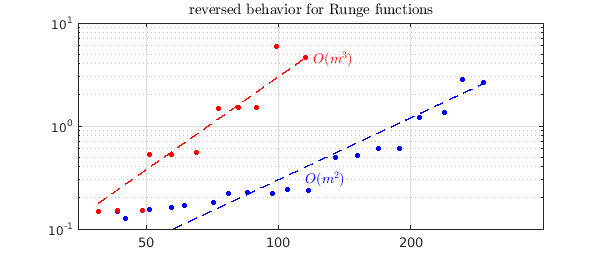 reversed behavior for Runge functions
10^1
O(m^3)
10^0
O(m^2)
10^-1
50 100 200